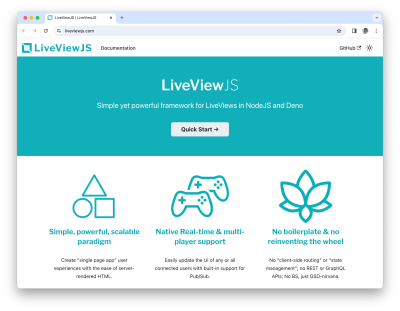 LiveViewJS | LiveViewJS
liveviewjs.com
LiveViewJS Documentation GitHub
LiveViewJS
Simple yet powerful framework for LiveViews in NodeJS and Deno
Quick Start →
Simple, powerful, scalable
paradigm
Create "single page app" user
experiences with the ease of server-
rendered HTML.
Native Real-time & multi-
player support
Easily update the UI of any or all
connected users with built-in support for
Pub/Sub.
No boilerplate & no
reinventing the wheel
No "client-side routing" or "state
management"; no REST or GraphQL
APIs; No BS, just GSD-nirvana.